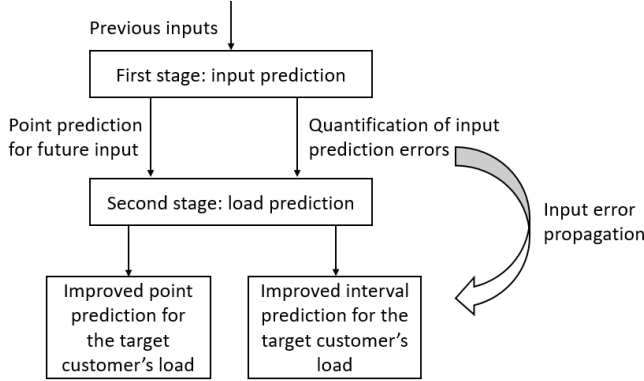 Previous inputs
First stage: input prediction
Point prediction
for future input
Quantification of input
prediction errors
Second stage: load prediction
Input error
propagation
Improved point
prediction for
the target
customer's load
Improved interval
prediction for the
target customer's
load